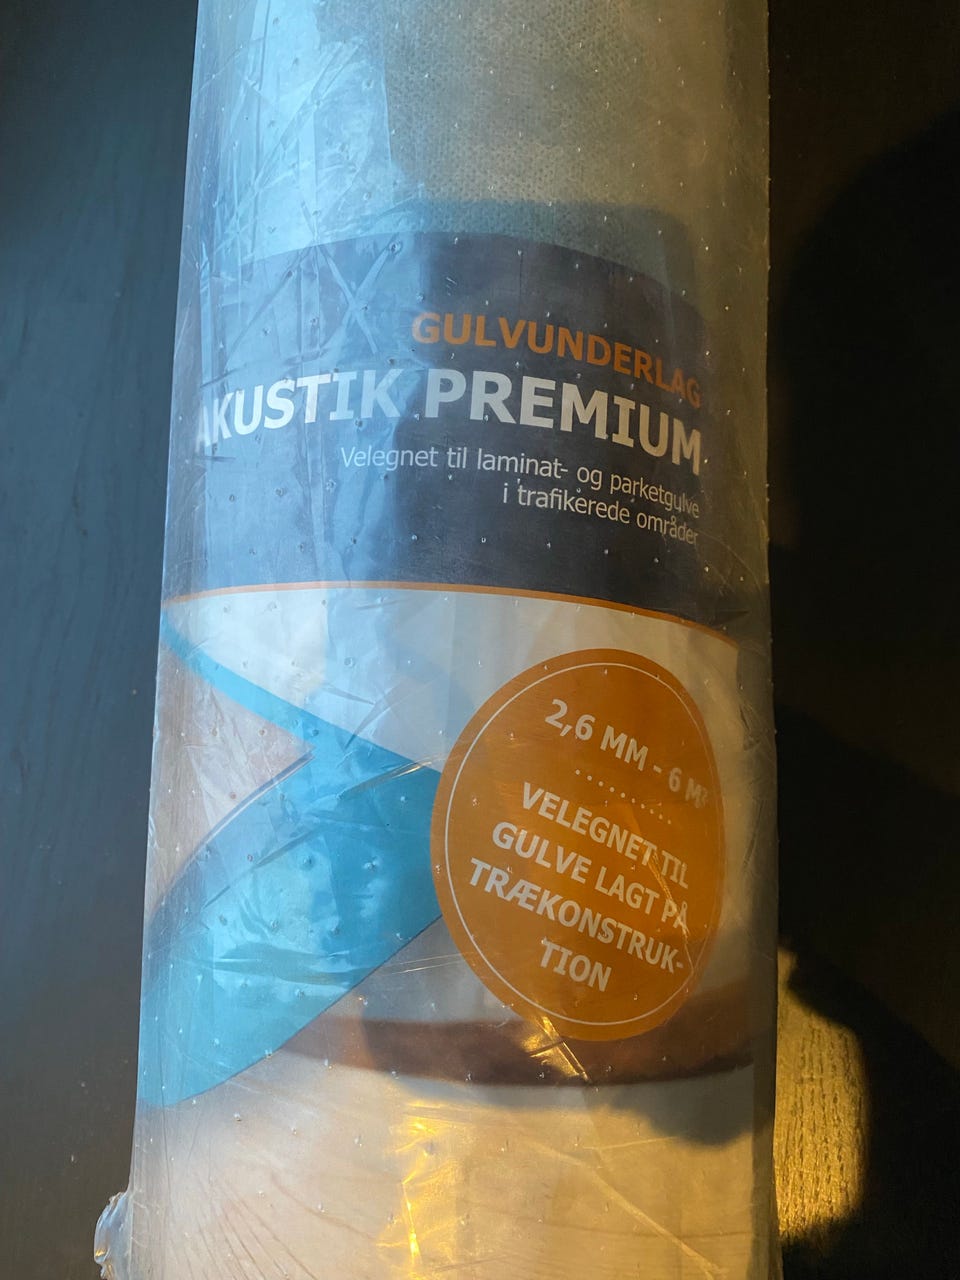 GULVUNDERLAG
AKUSTIK PREMIUM
Velegnet til laminat- og parketgulve
i trafikerede områder
2,6 MM - 6 M²
VELEGNET TIL
GULVE LAGT PÅ
TRÆKONSTRUK-
TION